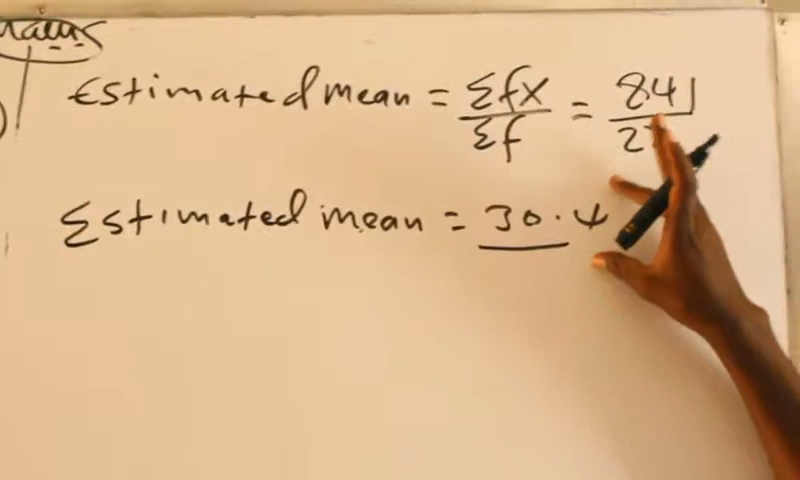 Estimated mean = Σfx / Σf = 841 / 2
Estimated mean = 30.4